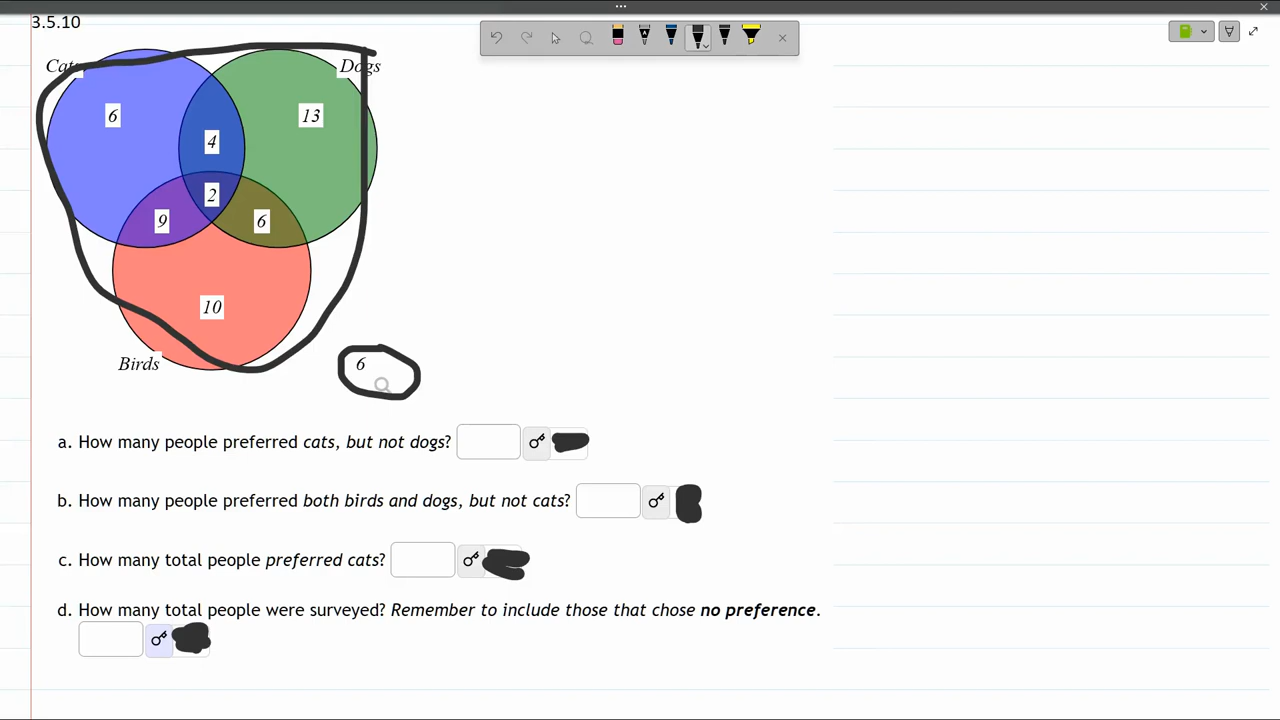 3.5.10
Cats Dogs
6 13
4
2
9 6
10
Birds 6
a. How many people preferred cats, but not dogs?
b. How many people preferred both birds and dogs, but not cats?
c. How many total people preferred cats?
d. How many total people were surveyed? Remember to include those that chose no preference.